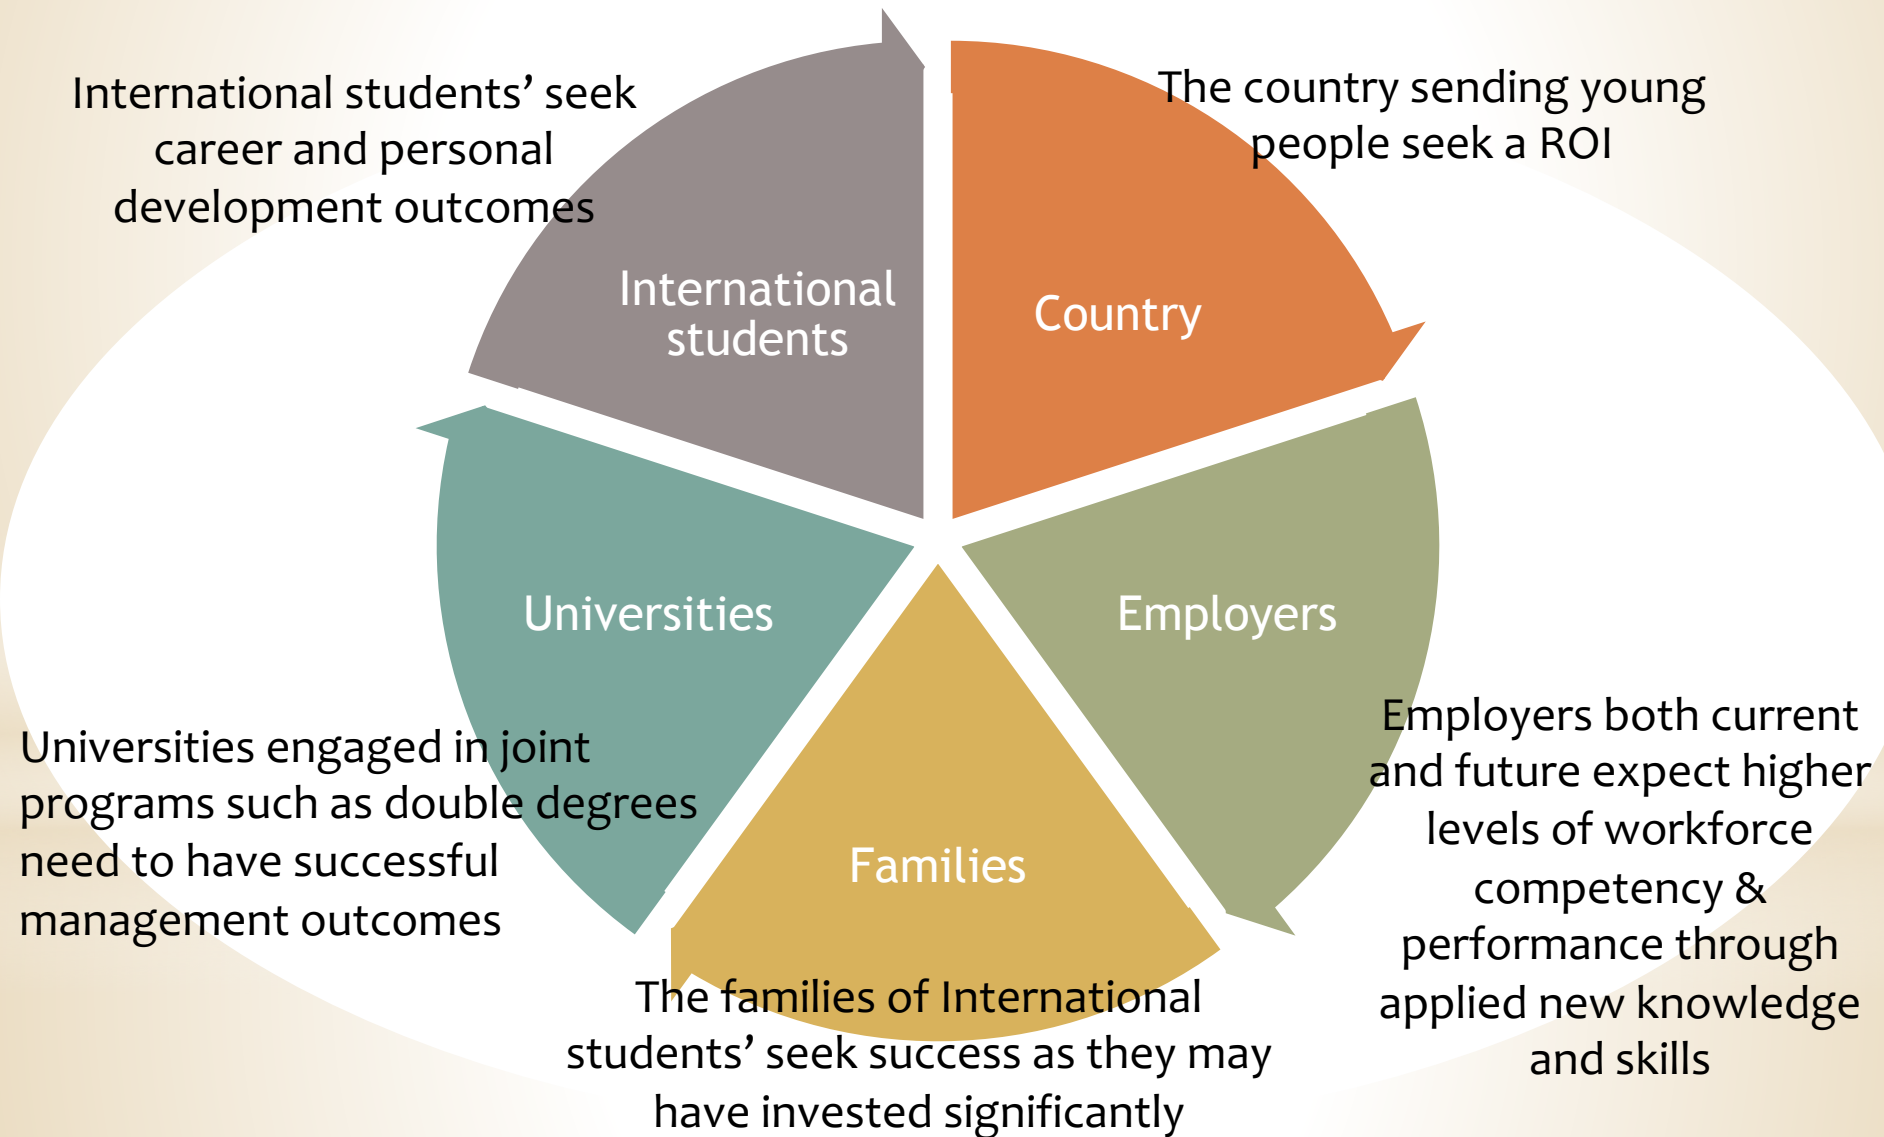 International students’ seek
career and personal
development outcomes
The country sending young
people seek a ROI
International
students
Country
Universities
Employers
Families
Universities engaged in joint
programs such as double degrees
need to have successful
management outcomes
Employers both current
and future expect higher
levels of workforce
competency &
performance through
applied new knowledge
and skills
The families of International
students’ seek success as they may
have invested significantly